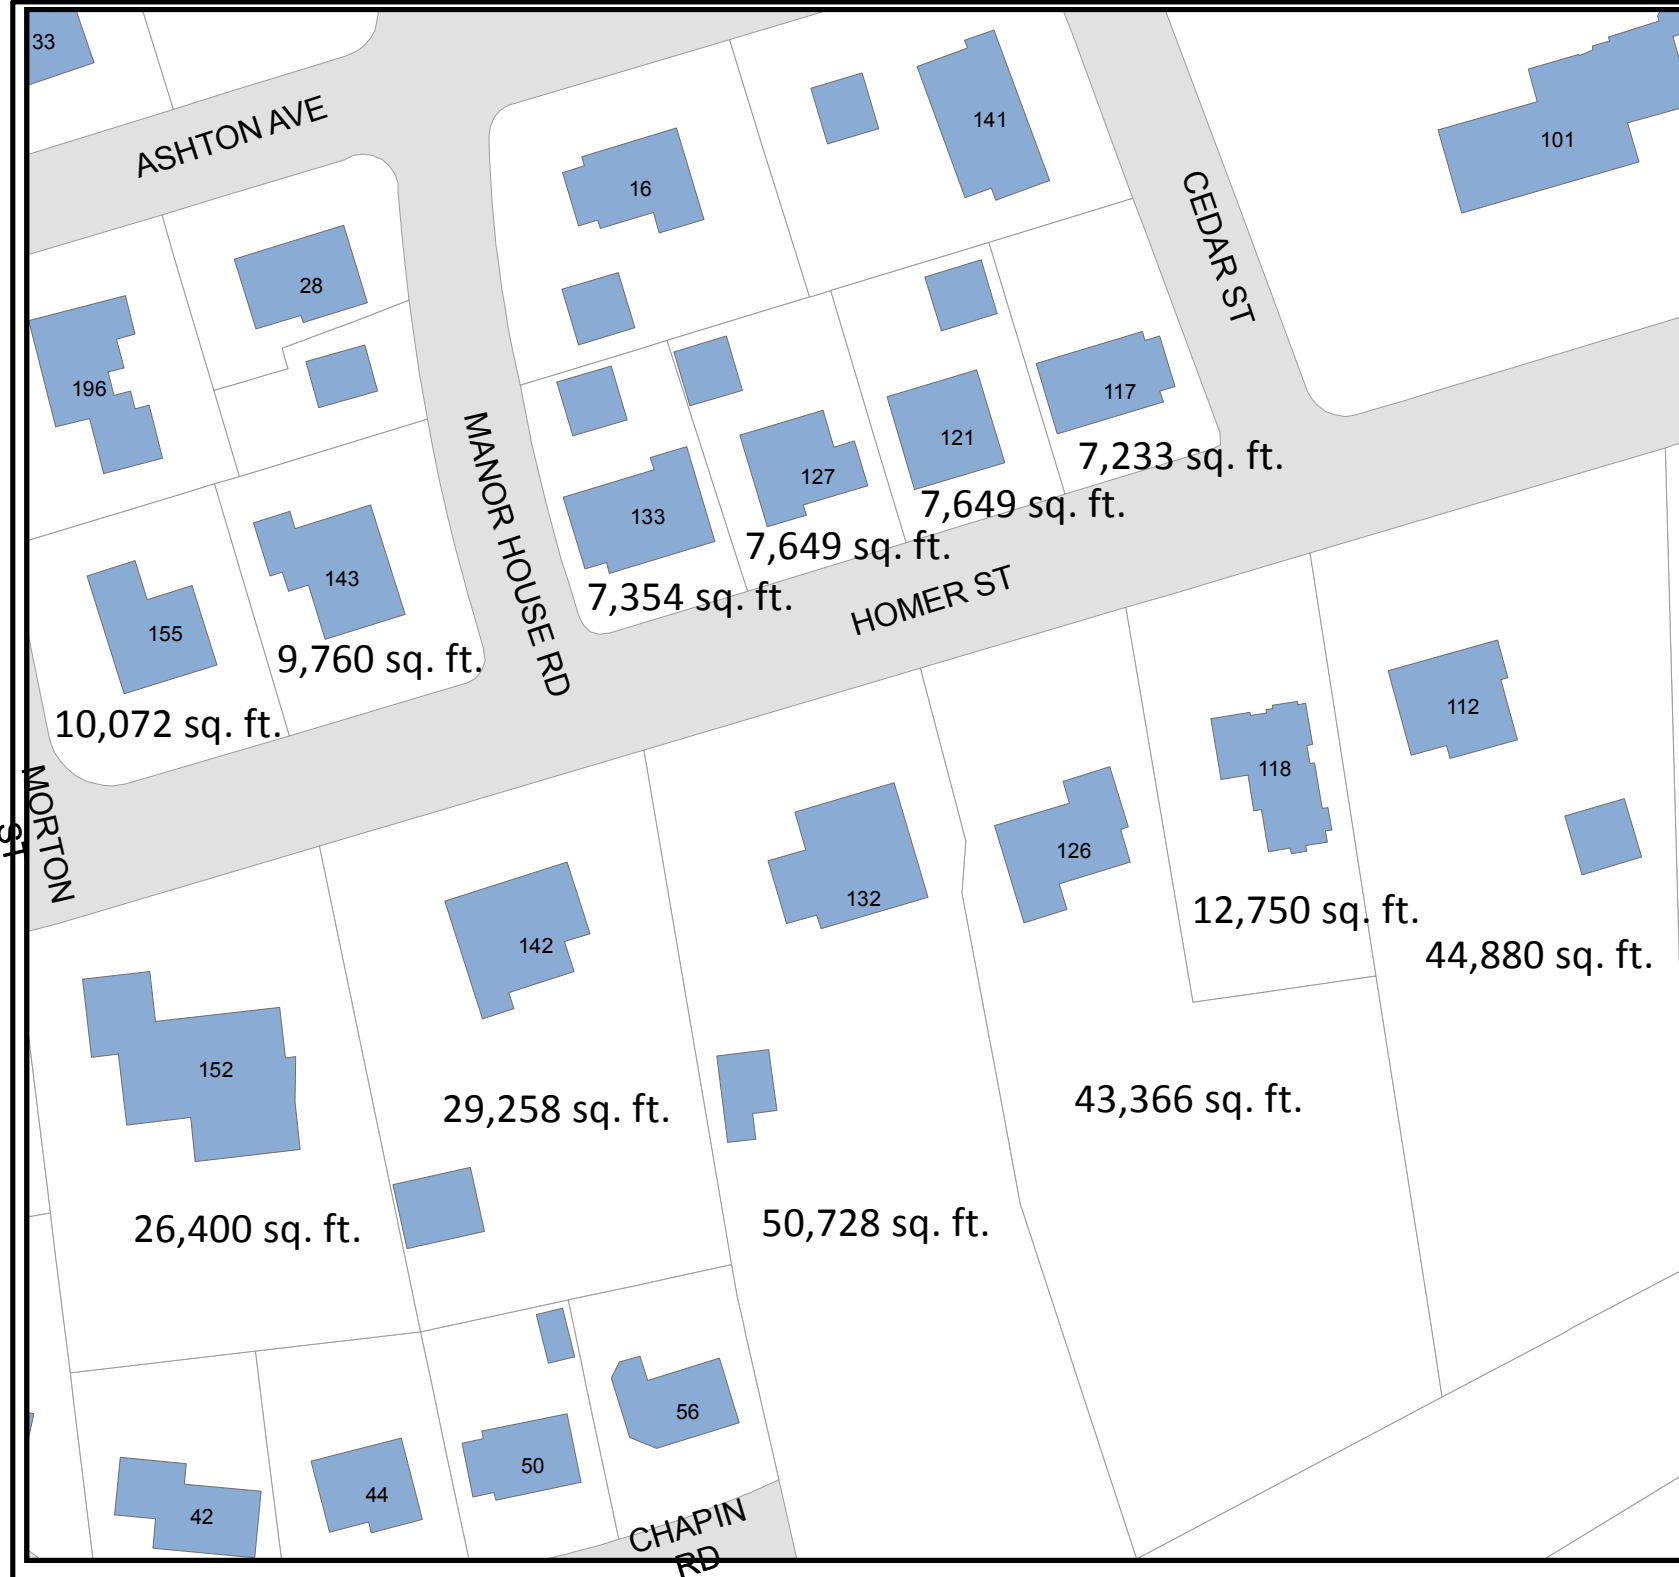 33
ASHTON AVE
141
101
16
CEDAR ST
28
196
117
121
7,233 sq. ft.
MANOR HOUSE RD
127
7,649 sq. ft.
133
7,649 sq. ft.
143
7,354 sq. ft.
HOMER ST
155
9,760 sq. ft.
10,072 sq. ft.
112
118
MORTON
ST
126
132
12,750 sq. ft.
142
44,880 sq. ft.
152
29,258 sq. ft.
43,366 sq. ft.
26,400 sq. ft.
50,728 sq. ft.
56
50
44
42
CHAPIN
RD